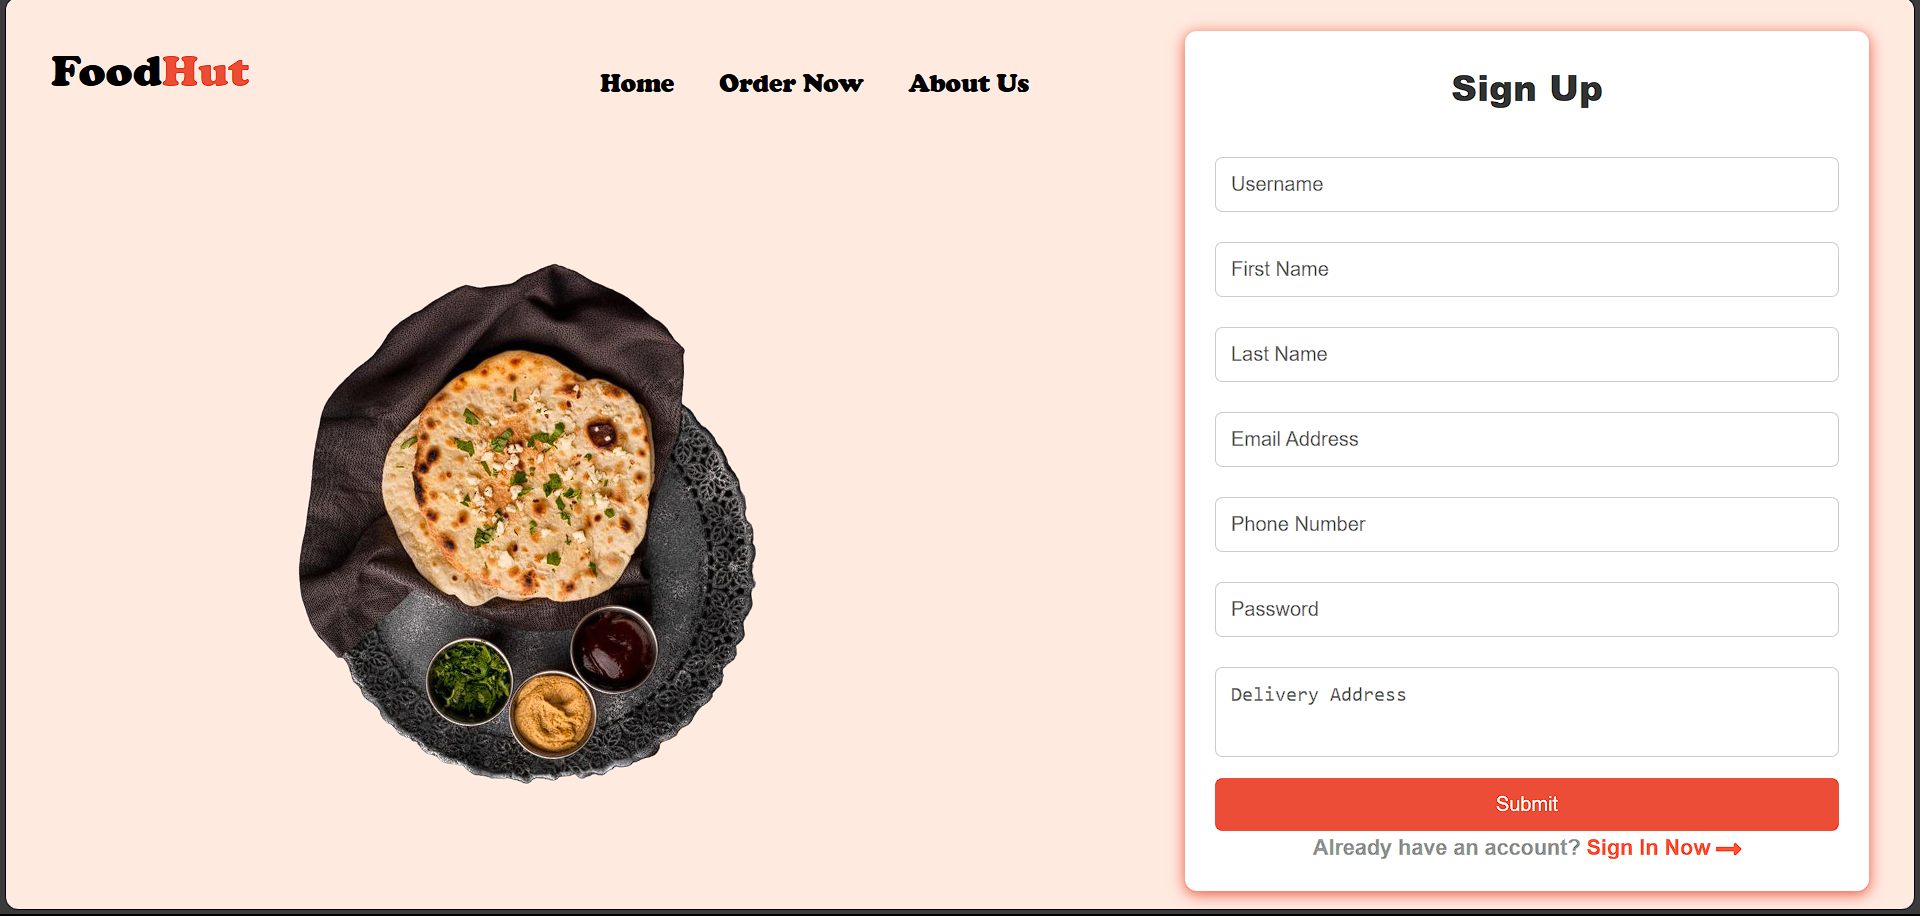 FoodHut
Home Order Now About Us
Sign Up
Username
First Name
Last Name
Email Address
Phone Number
Password
Delivery Address
Submit
Already have an account? Sign In Now